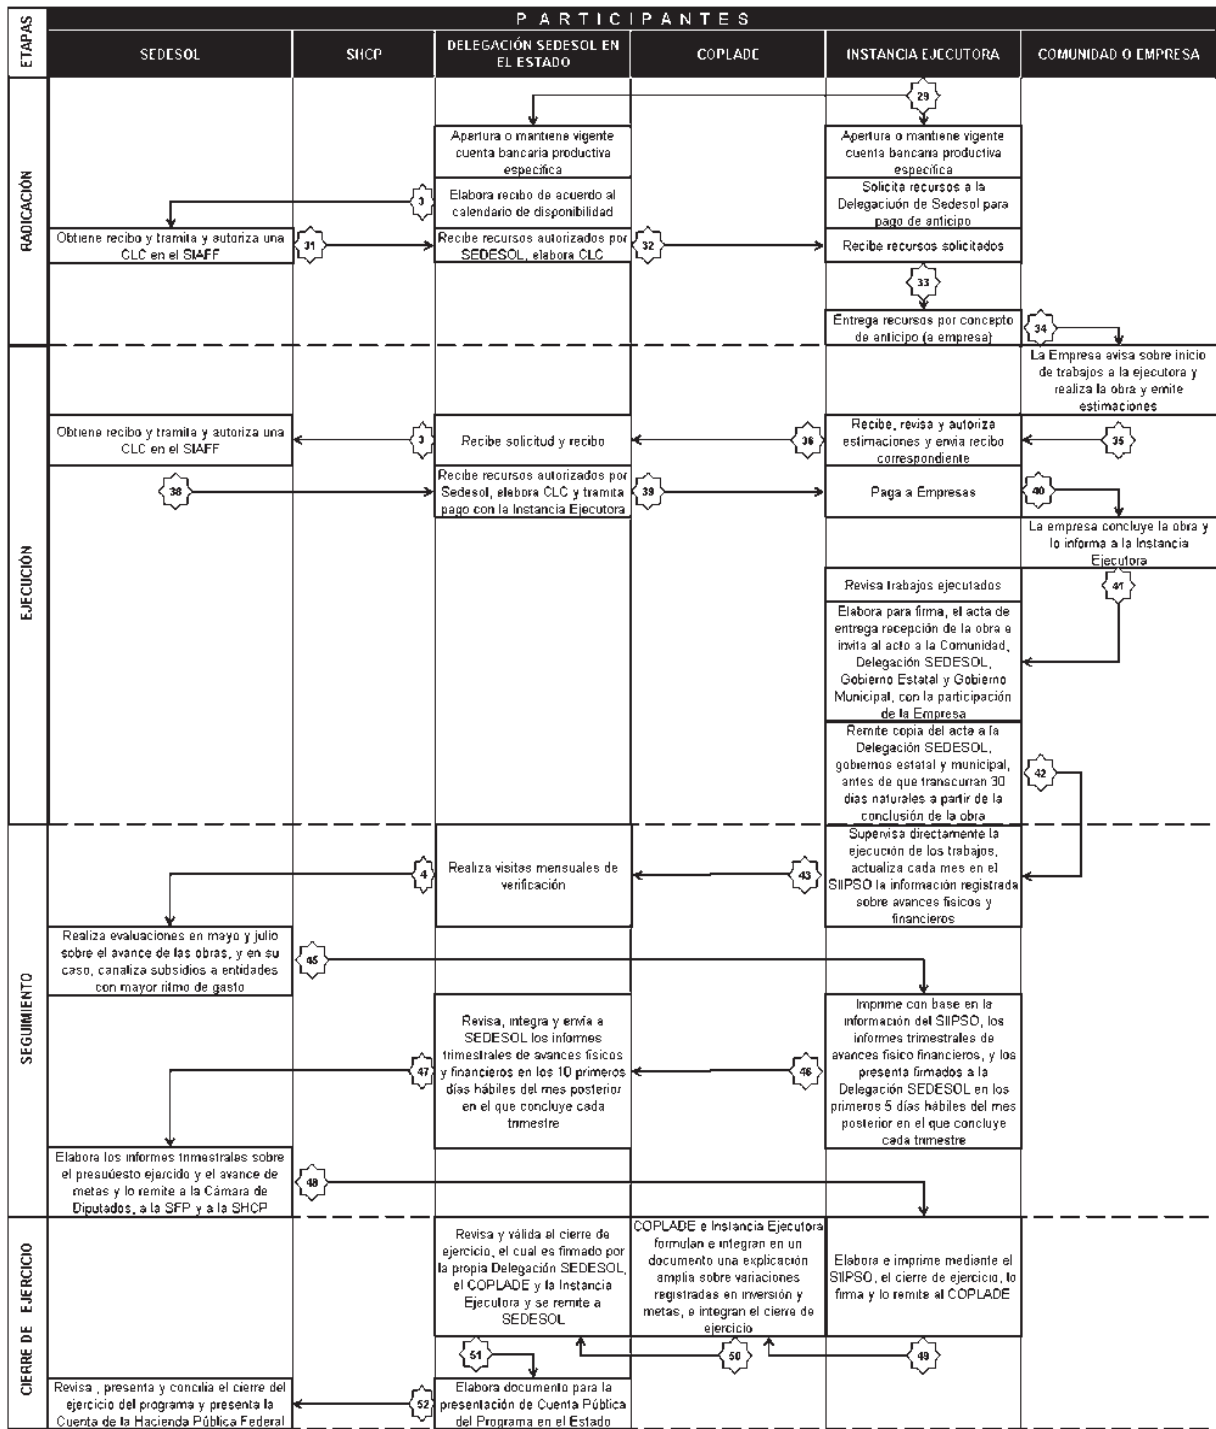 PARTICIPANTES
ETAPAS
SEDESOL
SHCP
DELEGACIÓN SEDESOL EN
EL ESTADO
COPLADE
INSTANCIA EJECUTORA
COMUNIDAD O EMPRESA
RADICACIÓN
29
Apertura o mantiene vigente
cuenta bancaria productiva
específica
Apertura o mantiene vigente
cuenta bancaria productiva
específica
3
Elabora recibo de acuerdo al
calendario de disponibilidad
Solicita recursos a la
Delegación de Sedesol para
pago de anticipo
Obtiene recibo y tramita y autoriza una
CLC en el SIAFF
31
Recibe recursos autorizados por
SEDESOL, elabora CLC
32
Recibe recursos solicitados
33
Entrega recursos por concepto
de anticipo (a empresa)
34
EJECUCIÓN
La Empresa avisa sobre inicio
de trabajos a la ejecutora y
realiza la obra y emite
estimaciones
Obtiene recibo y tramita y autoriza una
CLC en el SIAFF
3
Recibe solicitud y recibo
36
Recibe, revisa y autoriza
estimaciones y envia recibo
correspondiente
35
38
Recibe recursos autorizados por
Sedesol, elabora CLC y tramita
pago con la Instancia Ejecutora
39
Paga a Empresas
40
La empresa concluye la obra y
lo informa a la Instancia
Ejecutora
Revisa trabajos ejecutados
41
Elabora para firma, el acta de
entrega recepción de la obra e
invita al acto a la Comunidad,
Delegación SEDESOL,
Gobierno Estatal y Gobierno
Municipal, con la participación
de la Empresa
Remite copia del acta a la
Delegación SEDESOL,
gobiernos estatal y municipal,
antes de que transcurran 30
días naturales a partir de la
conclusión de la obra
42
SEGUIMIENTO
4
Realiza visitas mensuales de
verificación
43
Supervisa directamente la
ejecución de los trabajos,
actualiza cada mes en el
SIIPSO la información registrada
sobre avances físicos y
financieros
Realiza evaluaciones en mayo y julio
sobre el avance de las obras, y en su
caso, canaliza subsidios a entidades
con mayor ritmo de gasto
45
47
Revisa, integra y envía a
SEDESOL los informes
trimestrales de avances físicos
y financieros en los 10 primeros
días hábiles del mes posterior
en el que concluye cada
trimestre
46
Imprime con base en la
información del SIIPSO, los
informes trimestrales de
avances físico financieros, y los
presenta firmados a la
Delegación SEDESOL en los
primeros 5 días hábiles del mes
posterior en el que concluye
cada trimestre
Elabora los informes trimestrales sobre
el presupuesto ejercido y el avance de
metas y lo remite a la Cámara de
Diputados, a la SFP y a la SHCP
48
CIERRE DE EJERCICIO
Revisa y válida el cierre de
ejercicio, el cual es firmado por
la propia Delegación SEDESOL,
el COPLADE y la Instancia
Ejecutora y se remite a
SEDESOL
COPLADE e Instancia Ejecutora
formulan e integran en un
documento una explicación
amplia sobre variaciones
registradas en inversión y
metas, e integran el cierre de
ejercicio
Elabora e imprime mediante el
SIIPSO, el cierre de ejercicio, lo
firma y lo remite al COPLADE
51
50
49
Revisa , presenta y concilia el cierre del
ejercicio del programa y presenta la
Cuenta de la Hacienda Pública Federal
52
Elabora documento para la
presentación de Cuenta Pública
del Programa en el Estado